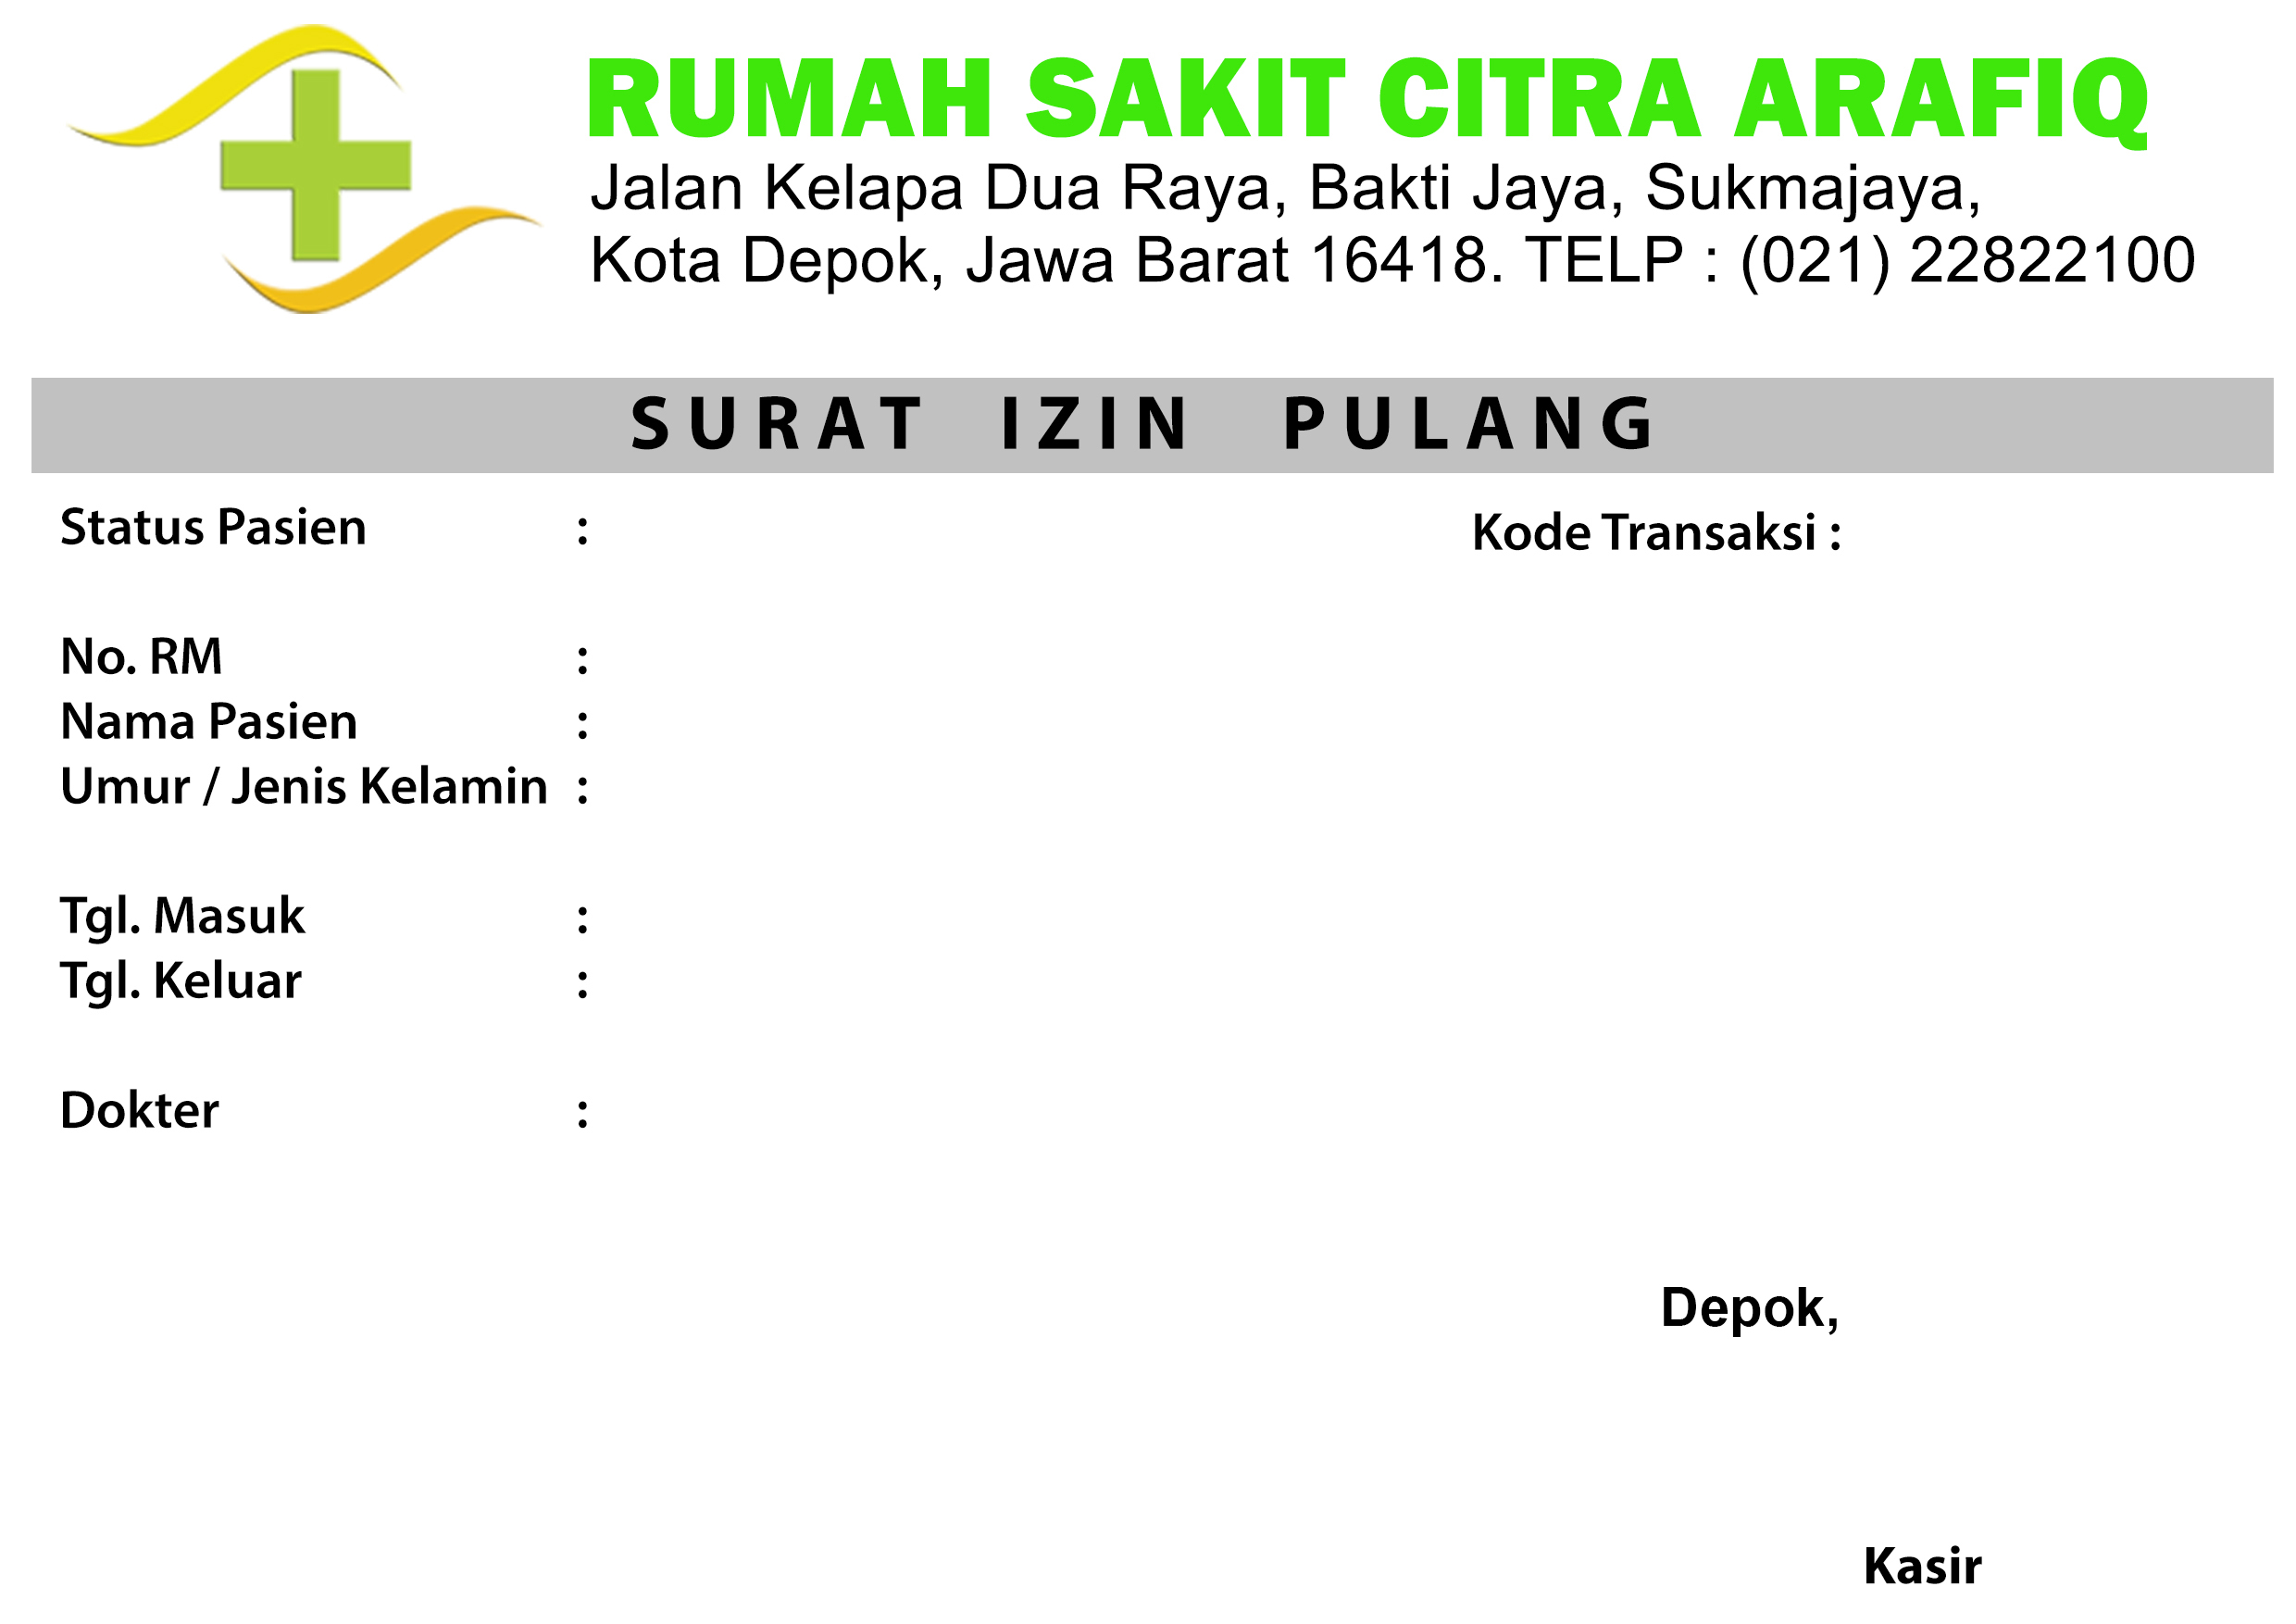 RUMAH SAKIT CITRA ARAFIQ
Jalan Kelapa Dua Raya, Bakti Jaya, Sukmajaya,
Kota Depok, Jawa Barat 16418. TELP : (021) 22822100
SURAT IZIN PULANG
Status Pasien : Kode Transaksi :
No. RM :
Nama Pasien :
Umur / Jenis Kelamin :
Tgl. Masuk :
Tgl. Keluar :
Dokter :
Depok,
Kasir